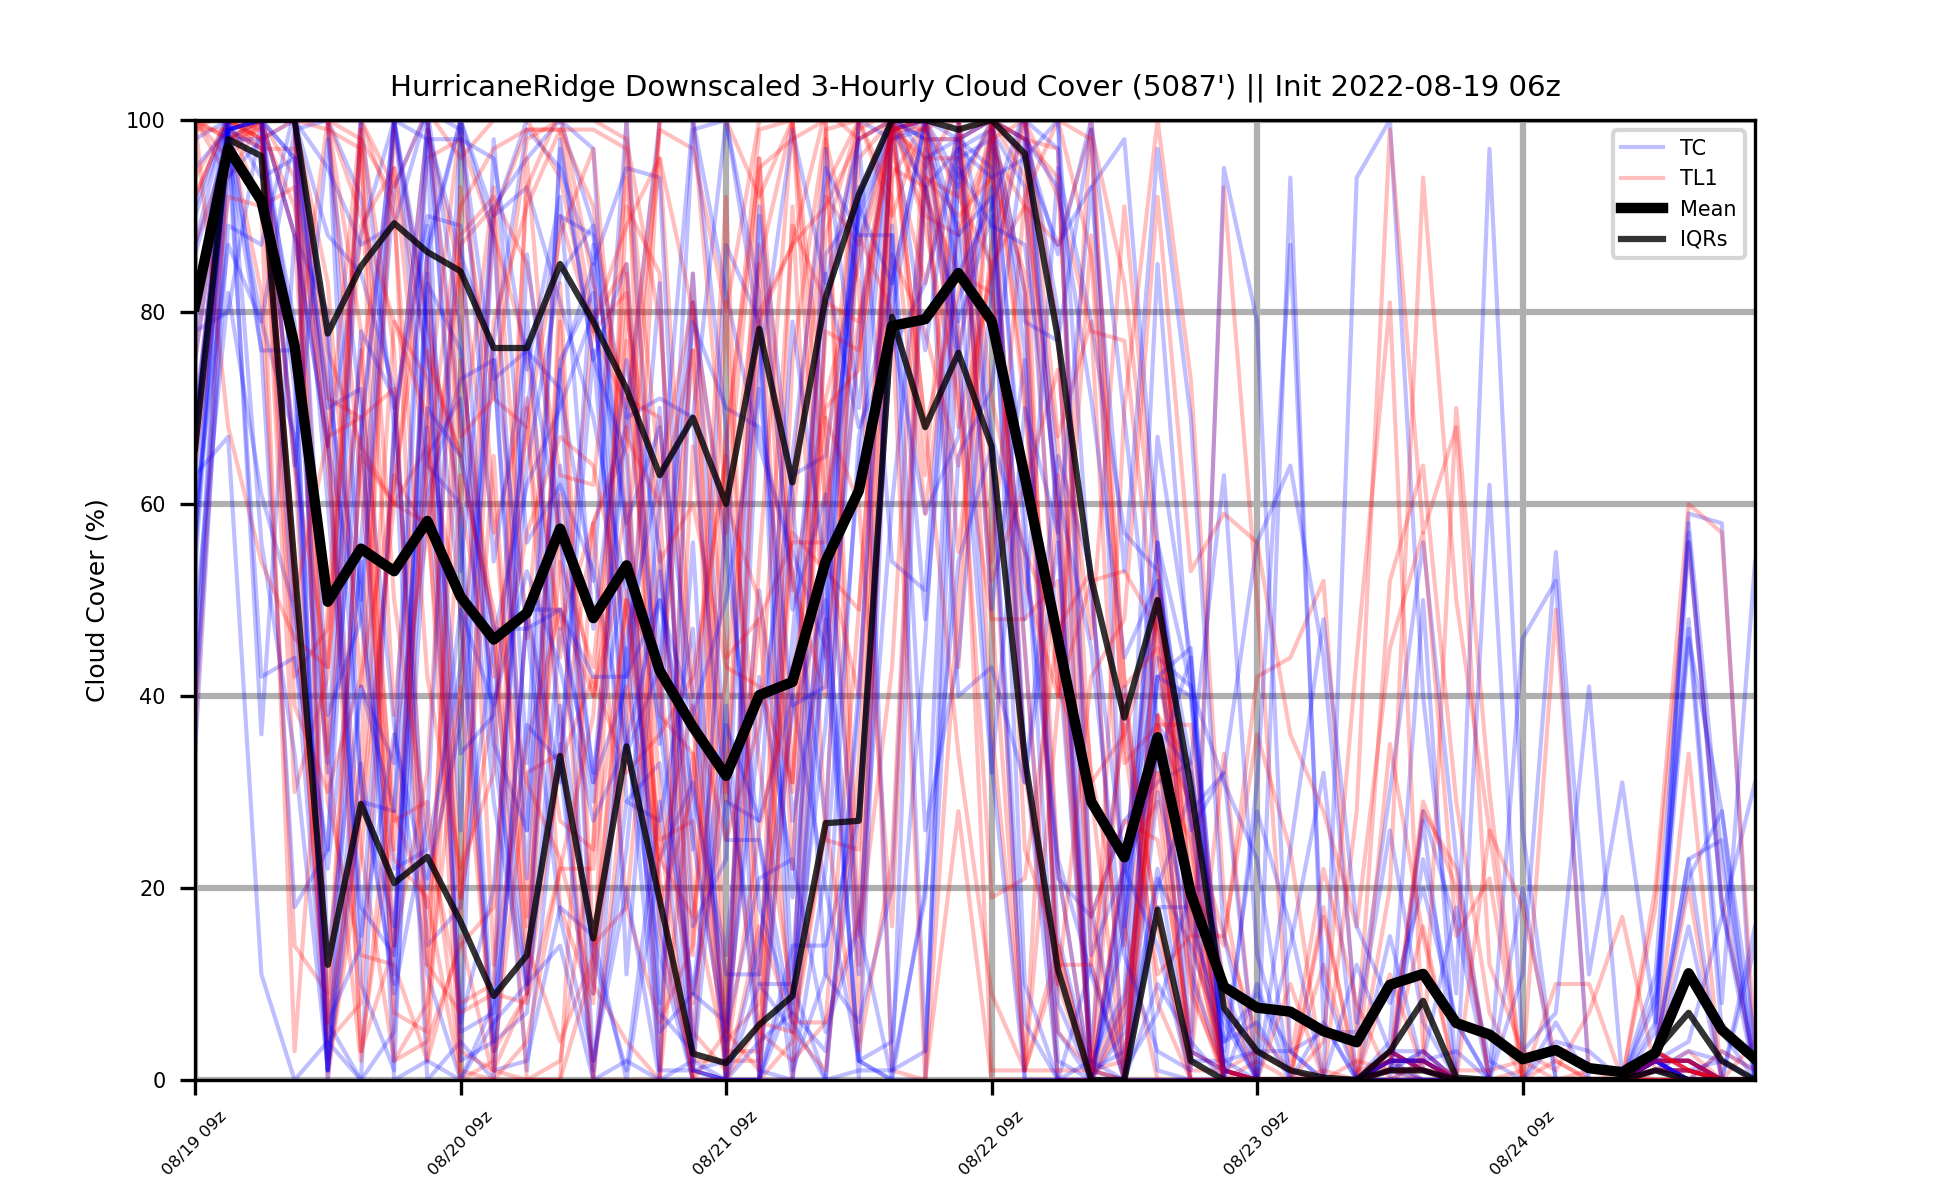 HurricaneRidge Downscaled 3-Hourly Cloud Cover (5087') || Init 2022-08-19 06z
Cloud Cover (%)
100
80
60
40
20
0
TC
TL1
Mean
IQRs
08/19 09z
08/20 09z
08/21 09z
08/22 09z
08/23 09z
08/24 09z